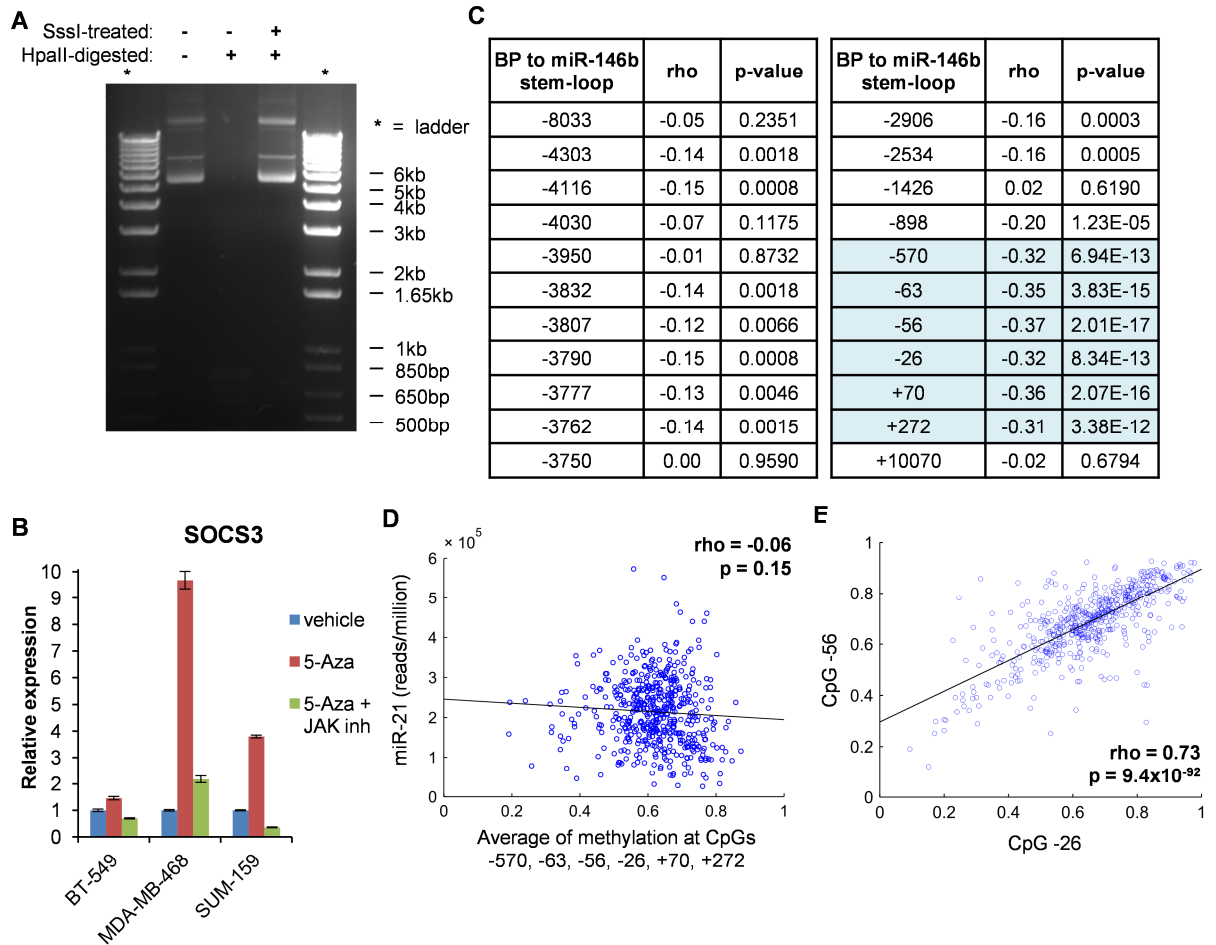 A
SssI-treated: - - +
HpaII-digested: - + +
* *
* = ladder
6kb
5kb
4kb
3kb
2kb
1.65kb
1kb
850bp
650bp
500bp
C
BP to miR-146b stem-loop rho p-value
-8033 -0.05 0.2351
-4303 -0.14 0.0018
-4116 -0.15 0.0008
-4030 -0.07 0.1175
-3950 -0.01 0.8732
-3832 -0.14 0.0018
-3807 -0.12 0.0066
-3790 -0.15 0.0008
-3777 -0.13 0.0046
-3762 -0.14 0.0015
-3750 0.00 0.9590
BP to miR-146b stem-loop rho p-value
-2906 -0.16 0.0003
-2534 -0.16 0.0005
-1426 0.02 0.6190
-898 -0.20 1.23E-05
-570 -0.32 6.94E-13
-63 -0.35 3.83E-15
-56 -0.37 2.01E-17
-26 -0.32 8.34E-13
+70 -0.36 2.07E-16
+272 -0.31 3.38E-12
+10070 -0.02 0.6794
B
SOCS3
Relative expression
10
9
8
7
6
5
4
3
2
1
0
BT-549
MDA-MB-468
SUM-159
vehicle
5-Aza
5-Aza +
JAK inh
D
× 10⁵
rho = -0.06
p = 0.15
miR-21 (reads/million)
6
5
4
3
2
1
0
0 0.2 0.4 0.6 0.8 1
Average of methylation at CpGs
-570, -63, -56, -26, +70, +272
E
CpG -56
1
0.8
0.6
0.4
0.2
0
rho = 0.73
p = 9.4x10⁻⁹²
0 0.2 0.4 0.6 0.8 1
CpG -26